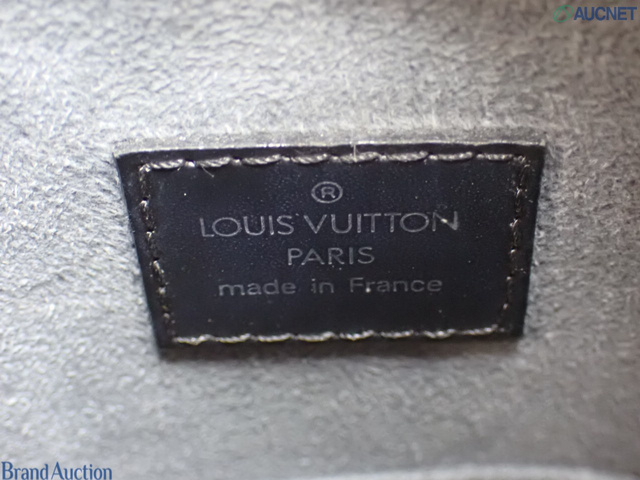 AUCNET
®
LOUIS VUITTON
PARIS
made in France
Brand Auction